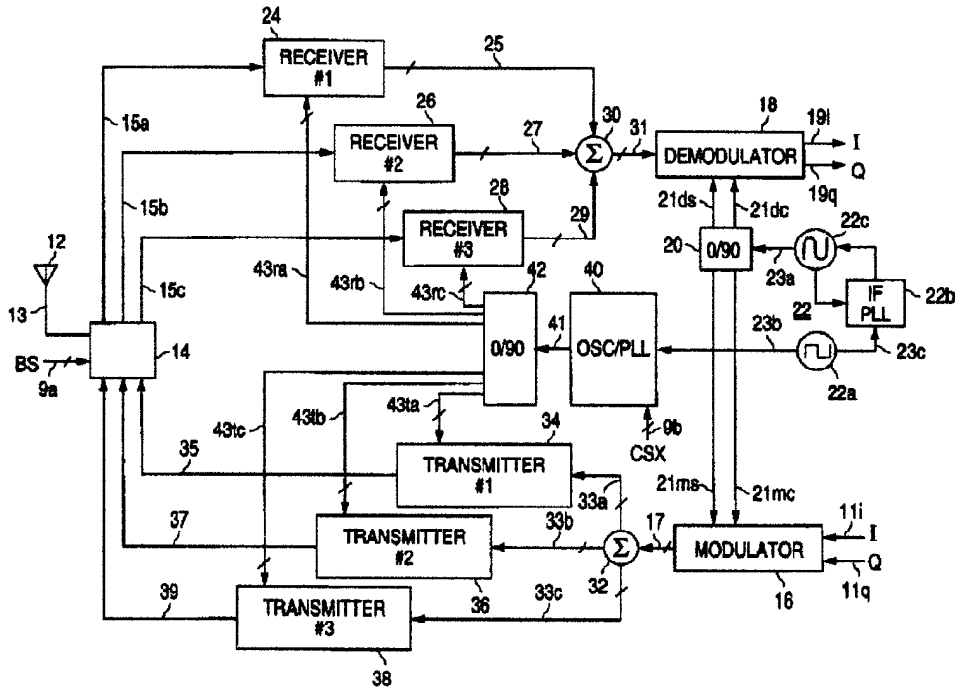 24
RECEIVER
#1
25
15a
26
RECEIVER
#2
27
30
Σ
31
18
DEMODULATOR
19i
I
Q
19q
15b
28
RECEIVER
#3
29
21ds
21dc
22c
20
0/90
23a
12
13
15c
43ra
43rb
43rc
42
0/90
41
40
OSC/PLL
22
IF
PLL
22b
23b
23c
22a
14
BS
9a
43tc
43tb
43ta
9b
CSX
34
TRANSMITTER
#1
35
33a
21ms
21mc
37
TRANSMITTER
#2
36
33b
Σ
32
17
MODULATOR
16
11i
I
Q
11q
39
TRANSMITTER
#3
38
33c